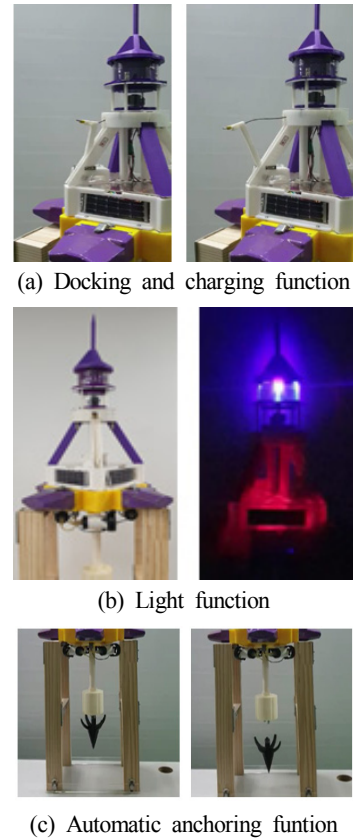 (a) Docking and charging function
(b) Light function
(c) Automatic anchoring funtion